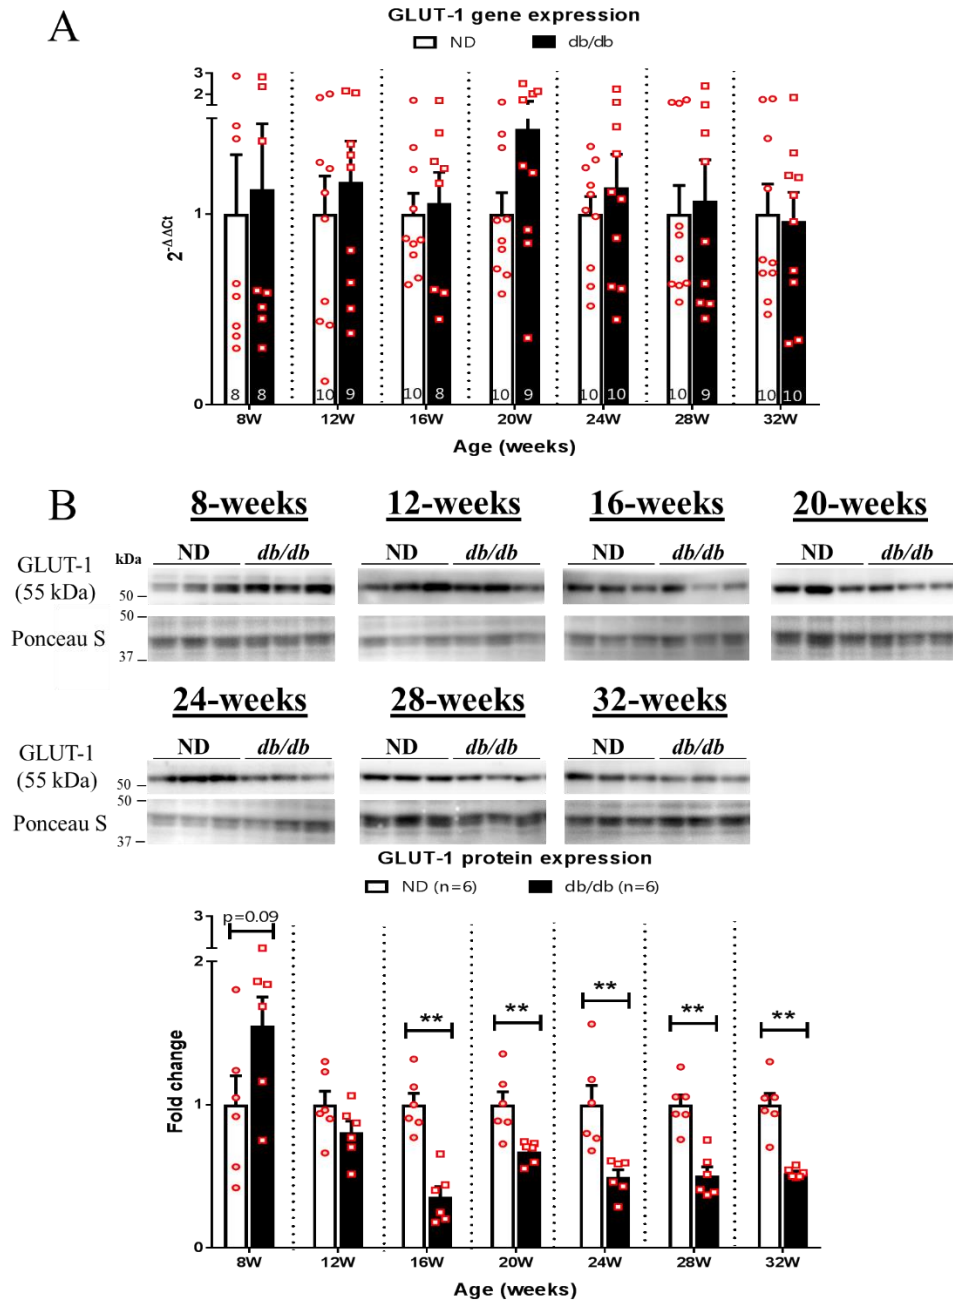 A
GLUT-1 gene expression
ND db/db
3
2
1
0
2^-ΔΔCt
8 8 10 9 10 8 10 9 10 10 10 9 10 10
8W 12W 16W 20W 24W 28W 32W
Age (weeks)
B
8-weeks 12-weeks 16-weeks 20-weeks
kDa ND db/db ND db/db ND db/db ND db/db
GLUT-1
(55 kDa)
50
50
Ponceau S
37
24-weeks 28-weeks 32-weeks
ND db/db ND db/db ND db/db
GLUT-1
(55 kDa)
50
50
Ponceau S
37
GLUT-1 protein expression
ND (n=6) db/db (n=6)
3
2
1
0
Fold change
p=0.09
** ** ** ** **
8W 12W 16W 20W 24W 28W 32W
Age (weeks)